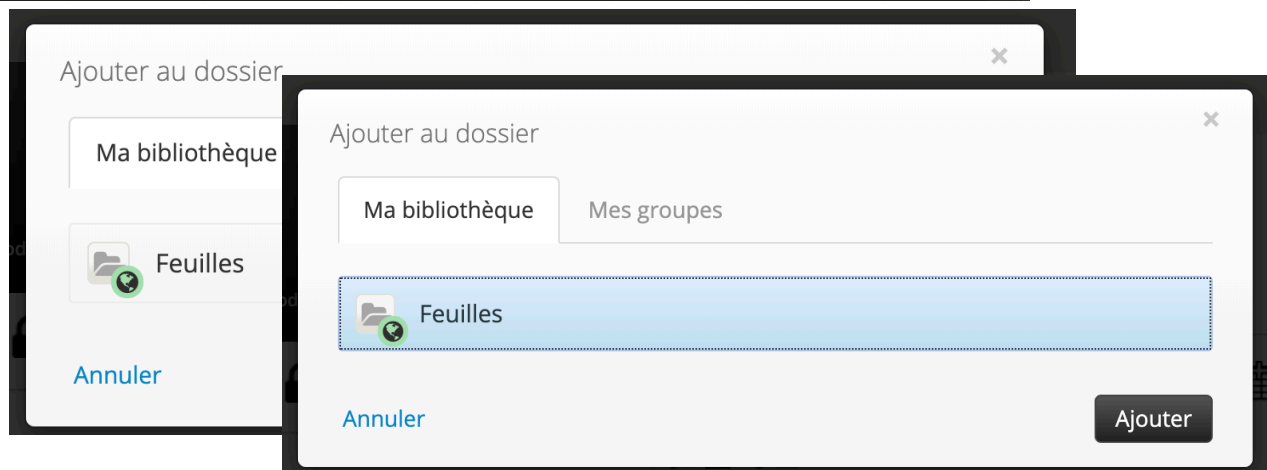 Ajouter au dossier
Ma bibliothèque
Feuilles
Annuler
Ajouter au dossier
Ma bibliothèque Mes groupes
Feuilles
Annuler Ajouter